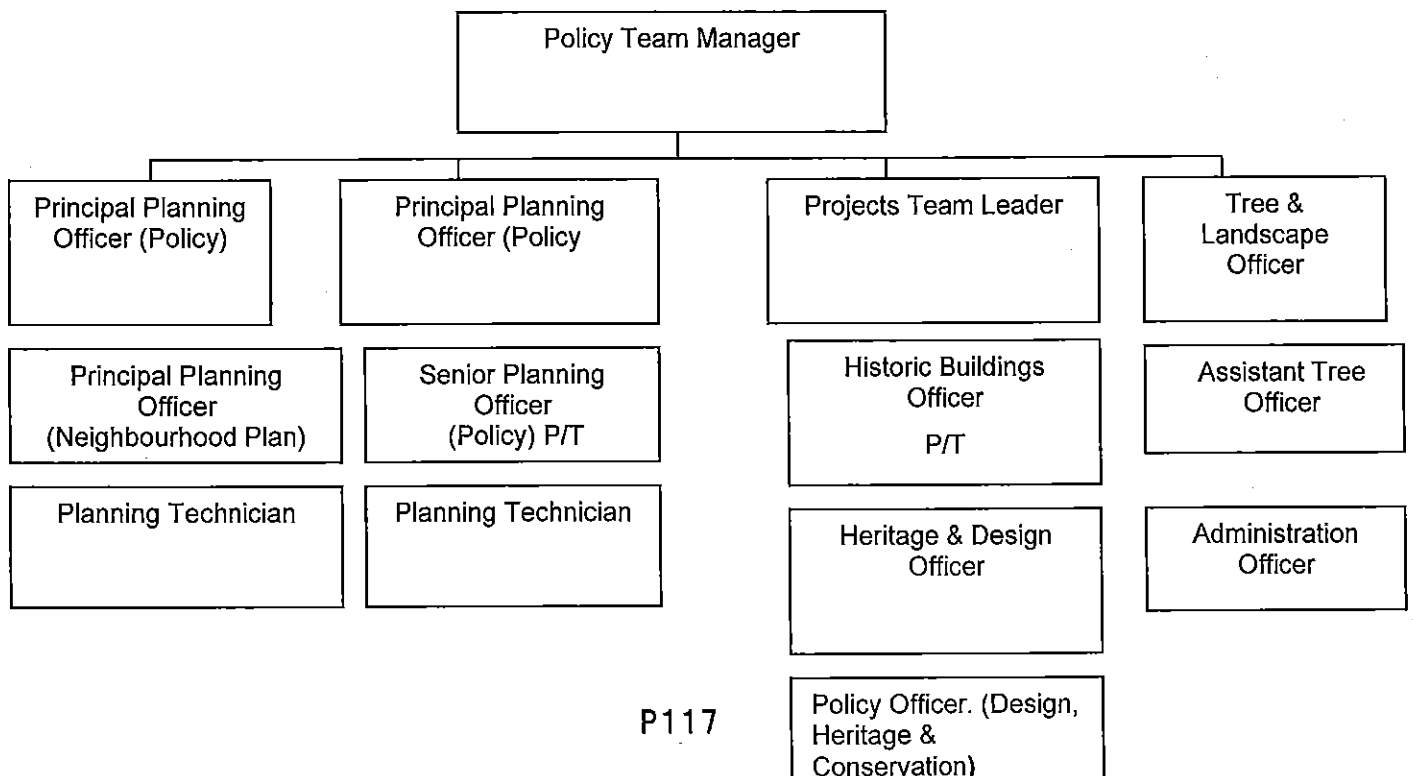 Policy Team Manager
Principal Planning
Officer (Policy)
Principal Planning
Officer (Policy
Projects Team Leader
Tree &
Landscape
Officer
Principal Planning
Officer
(Neighbourhood Plan)
Senior Planning
Officer
(Policy) P/T
Historic Buildings
Officer
P/T
Assistant Tree
Officer
Planning Technician
Planning Technician
Heritage & Design
Officer
Administration
Officer
P117
Policy Officer. (Design,
Heritage &
Conservation)